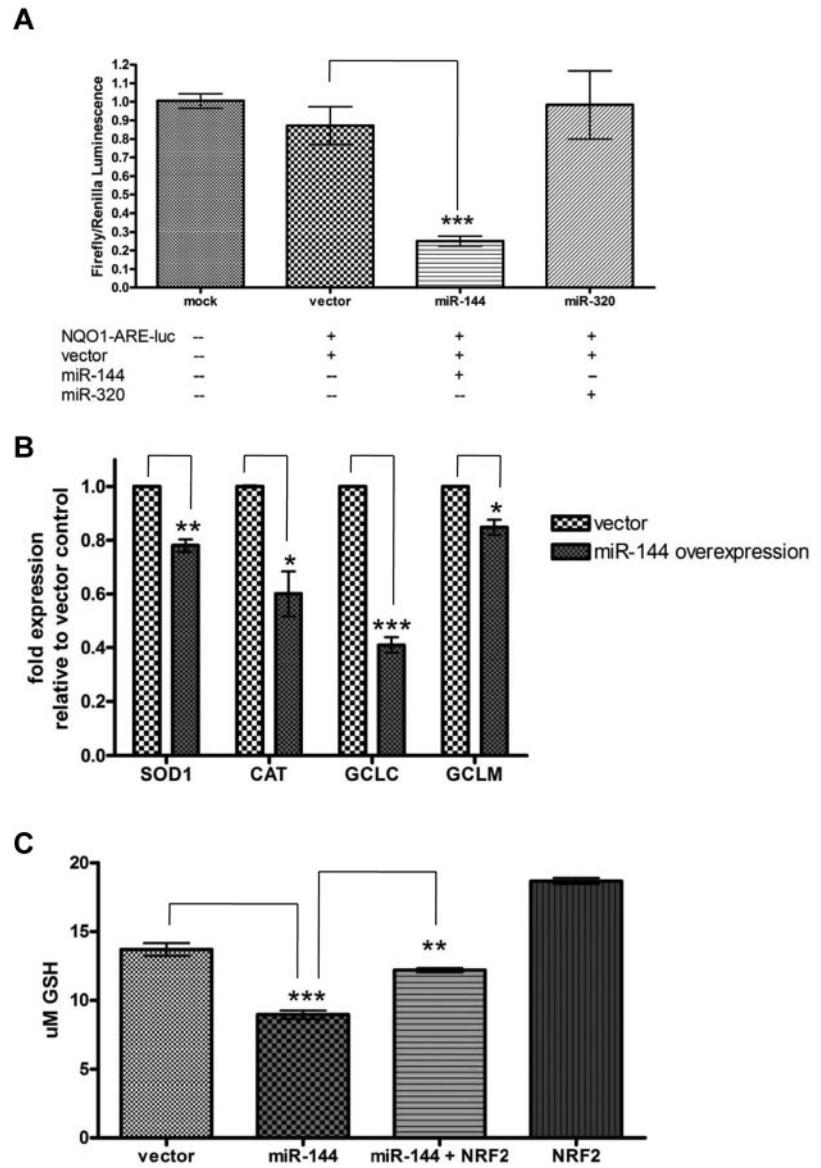 A
Firefly/Renilla Luminescence
1.2
1.1
1.0
0.9
0.8
0.7
0.6
0.5
0.4
0.3
0.2
0.1
0.0
***
mock vector miR-144 miR-320
NQO1-ARE-luc -- + + +
vector -- + + +
miR-144 -- -- + –
miR-320 -- -- -- +
B
fold expression
relative to vector control
1.0
0.8
0.6
0.4
0.2
0.0
** * *** *
SOD1 CAT GCLC GCLM
vector
miR-144 overexpression
C
uM GSH
20
15
10
5
0
*** **
vector miR-144 miR-144 + NRF2 NRF2